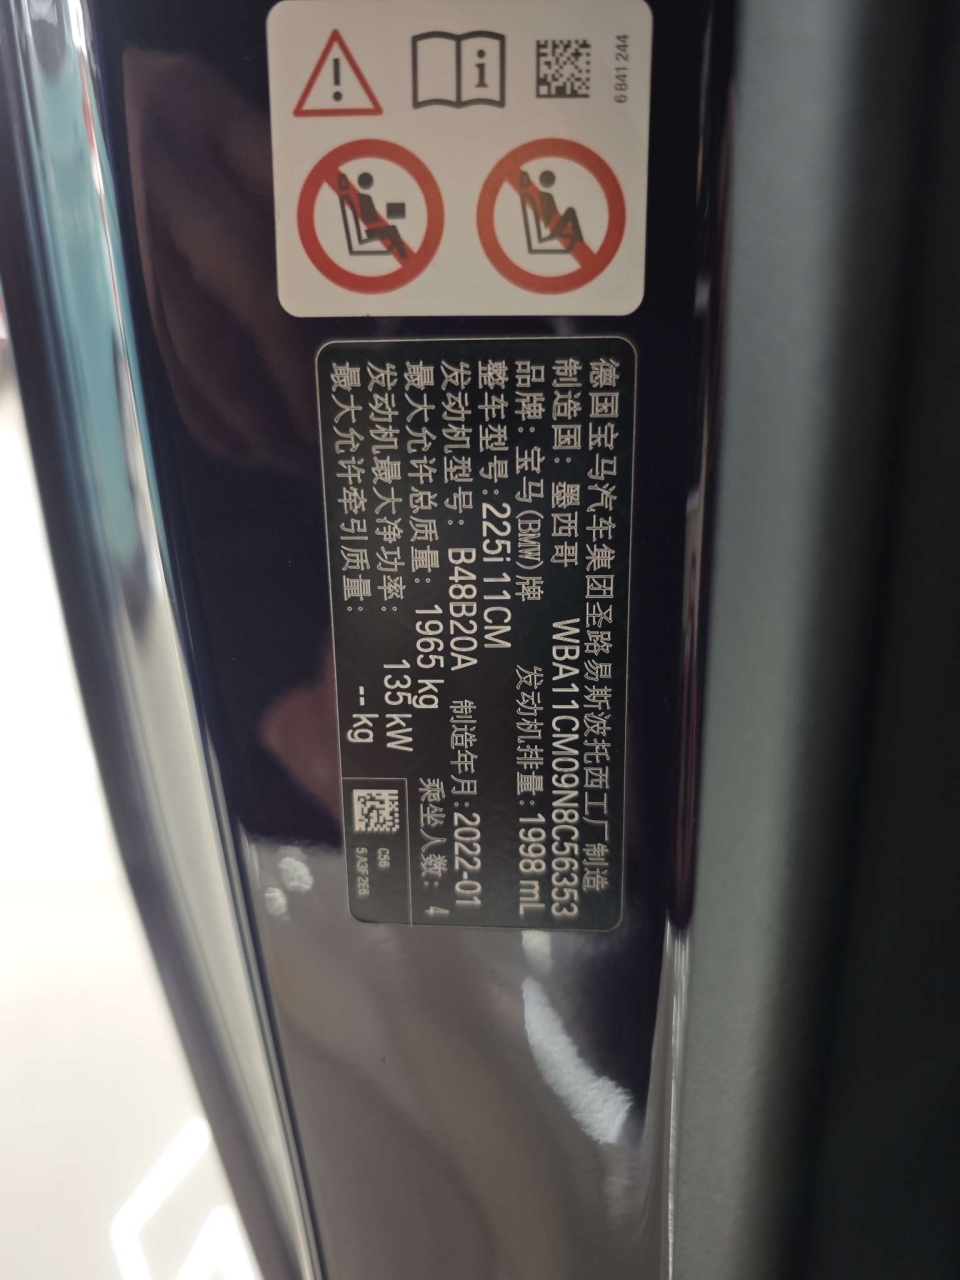 6 841 244
德国宝马汽车集团圣路易斯波托西工厂制造
制造国：墨西哥 WBA11CM09N8C56353
品牌：宝马(BMW)牌 发动机排量：1998 mL
整车型号：225i 11CM
发动机型号：B48B20A 制造年月：2022-01
最大允许总质量：1965 kg 乘坐人数：4
发动机最大净功率：135 kW
最大允许牵引质量：-- kg
C56
5A3F2E6